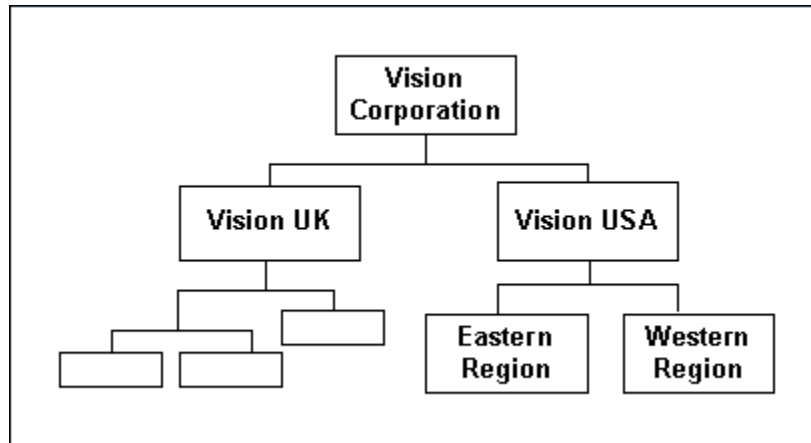 Vision
Corporation
Vision UK
Vision USA
Eastern
Region
Western
Region